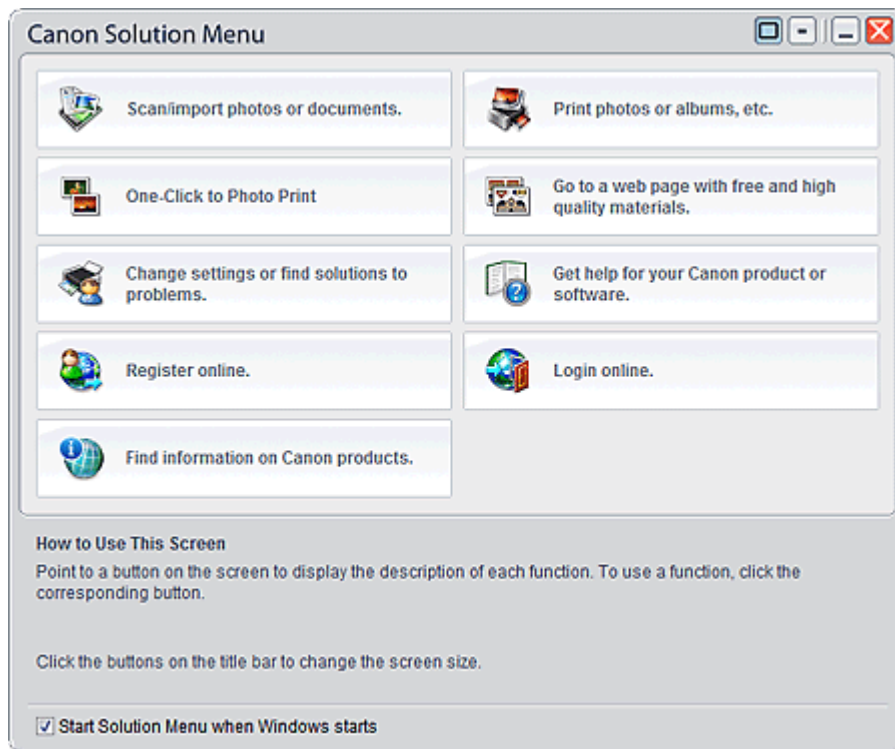 Canon Solution Menu
Scan/import photos or documents.
Print photos or albums, etc.
One-Click to Photo Print
Go to a web page with free and high
quality materials.
Change settings or find solutions to
problems.
Get help for your Canon product or
software.
Register online.
Login online.
Find information on Canon products.
How to Use This Screen
Point to a button on the screen to display the description of each function. To use a function, click the
corresponding button.
Click the buttons on the title bar to change the screen size.
Start Solution Menu when Windows starts